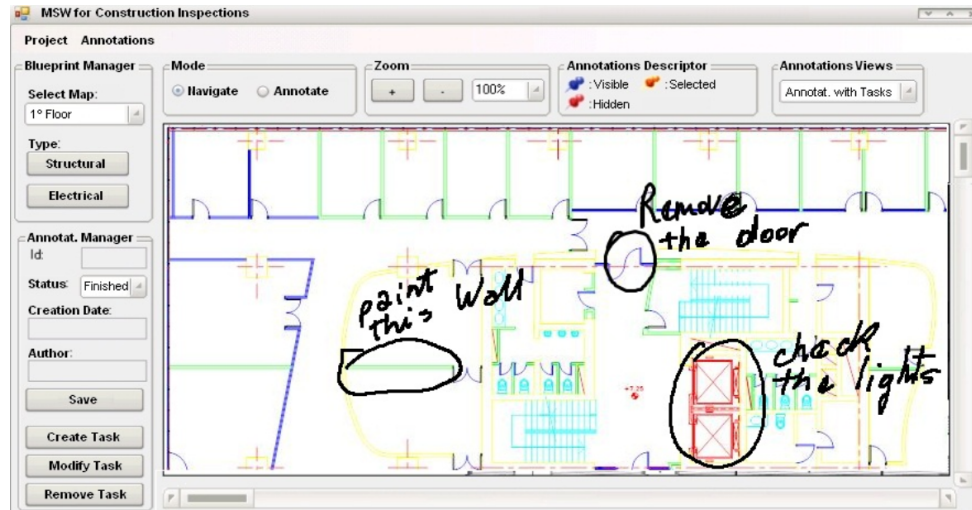 MSW for Construction Inspections
Project Annotations
Blueprint Manager
Select Map:
1º Floor
Type:
Structural
Electrical
Annotat. Manager
Id:
Status: Finished
Creation Date:
Author:
Save
Create Task
Modify Task
Remove Task
Mode
Navigate Annotate
Zoom
+ - 100%
Annotations Descriptor
:Visible :Selected
:Hidden
Annotations Views
Annotat. with Tasks
Remove
the door
paint Wall
this
check
the lights
+7.25